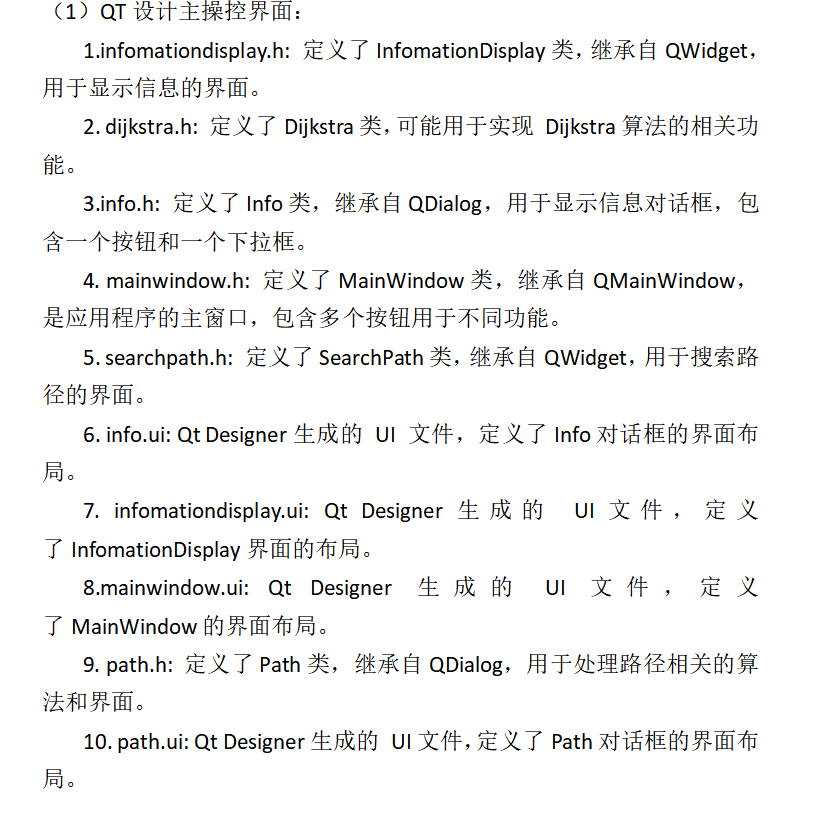 （1）QT 设计主操控界面：
1.infomationdisplay.h: 定义了 InfomationDisplay 类，继承自 QWidget，
用于显示信息的界面。
2. dijkstra.h: 定义了 Dijkstra 类，可能用于实现 Dijkstra 算法的相关功
能。
3.info.h: 定义了 Info 类，继承自 QDialog，用于显示信息对话框，包
含一个按钮和一个下拉框。
4. mainwindow.h: 定义了 MainWindow 类，继承自 QMainWindow，
是应用程序的主窗口，包含多个按钮用于不同功能。
5. searchpath.h: 定义了 SearchPath 类，继承自 QWidget，用于搜索路
径的界面。
6. info.ui: Qt Designer 生成的 UI 文件，定义了 Info 对话框的界面布
局。
7. infomationdisplay.ui: Qt Designer 生成的 UI 文件，定义
了 InfomationDisplay 界面的布局。
8.mainwindow.ui: Qt Designer 生成的 UI 文件，定义
了 MainWindow 的界面布局。
9. path.h: 定义了 Path 类，继承自 QDialog，用于处理路径相关的算
法和界面。
10. path.ui: Qt Designer 生成的 UI 文件，定义了 Path 对话框的界面布
局。